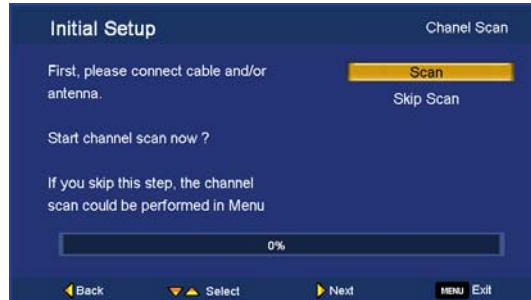 Initial Setup
Chanel Scan
First, please connect cable and/or
antenna.
Scan
Skip Scan
Start channel scan now ?
If you skip this step, the channel
scan could be performed in Menu
0%
Back Select Next MENU Exit